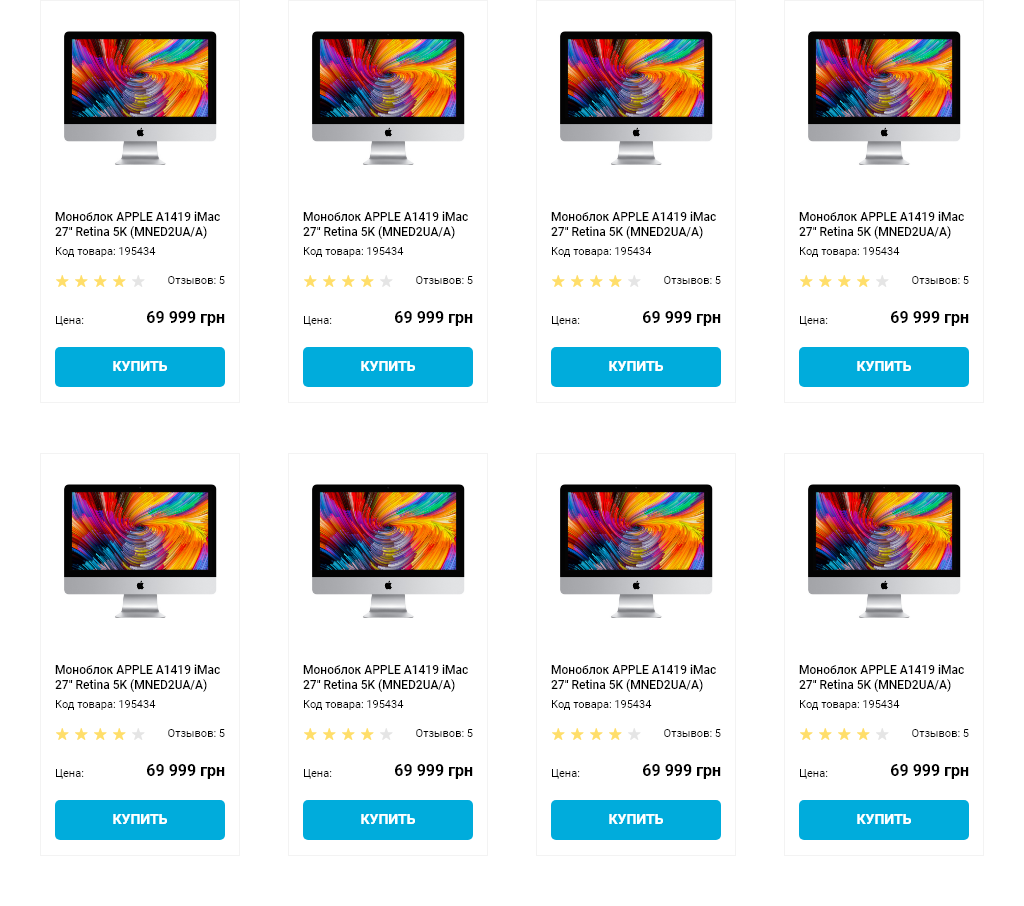 Моноблок APPLE A1419 iMac
27" Retina 5K (MNED2UA/A)
Код товара: 195434
Отзывов: 5
Цена: 69 999 грн
КУПИТЬ
Моноблок APPLE A1419 iMac
27" Retina 5K (MNED2UA/A)
Код товара: 195434
Отзывов: 5
Цена: 69 999 грн
КУПИТЬ
Моноблок APPLE A1419 iMac
27" Retina 5K (MNED2UA/A)
Код товара: 195434
Отзывов: 5
Цена: 69 999 грн
КУПИТЬ
Моноблок APPLE A1419 iMac
27" Retina 5K (MNED2UA/A)
Код товара: 195434
Отзывов: 5
Цена: 69 999 грн
КУПИТЬ
Моноблок APPLE A1419 iMac
27" Retina 5K (MNED2UA/A)
Код товара: 195434
Отзывов: 5
Цена: 69 999 грн
КУПИТЬ
Моноблок APPLE A1419 iMac
27" Retina 5K (MNED2UA/A)
Код товара: 195434
Отзывов: 5
Цена: 69 999 грн
КУПИТЬ
Моноблок APPLE A1419 iMac
27" Retina 5K (MNED2UA/A)
Код товара: 195434
Отзывов: 5
Цена: 69 999 грн
КУПИТЬ
Моноблок APPLE A1419 iMac
27" Retina 5K (MNED2UA/A)
Код товара: 195434
Отзывов: 5
Цена: 69 999 грн
КУПИТЬ